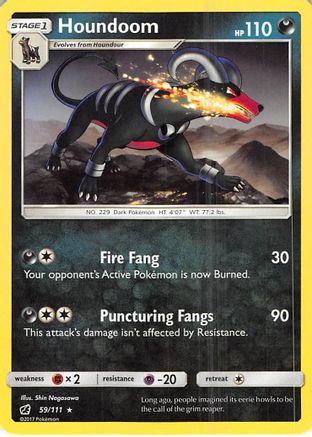 STAGE 1
Houndoom
HP 110
Evolves from Houndour
NO. 229 Dark Pokémon HT: 4'07" WT: 77.2 lbs.
Fire Fang 30
Your opponent's Active Pokémon is now Burned.
Puncturing Fangs 90
This attack's damage isn't affected by Resistance.
weakness ×2 resistance -20 retreat
Illus. Shin Nagasawa
59/111 ★
©2017 Pokémon
Long ago, people imagined its eerie howls to be
the call of the grim reaper.